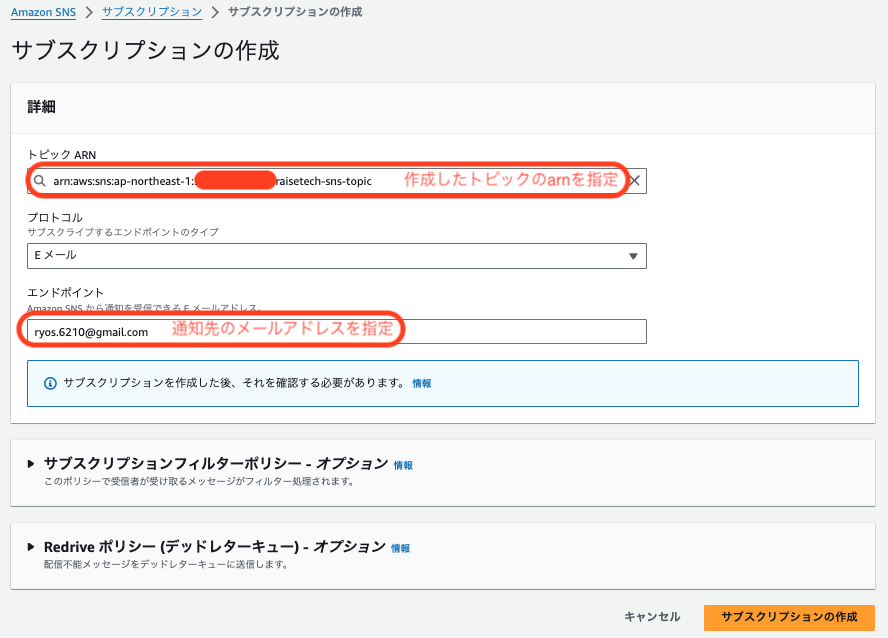 Amazon SNS > サブスクリプション > サブスクリプションの作成
サブスクリプションの作成
詳細
トピック ARN
arn:aws:sns:ap-northeast-1: raisetech-sns-topic 作成したトピックのarnを指定
プロトコル
サブスクライブするエンドポイントのタイプ
E メール
エンドポイント
Amazon SNS から通知を受信できる E メールアドレス。
ryos.6210@gmail.com 通知先のメールアドレスを指定
サブスクリプションを作成した後、それを確認する必要があります。 情報
サブスクリプションフィルターポリシー - オプション 情報
このポリシーで受信者が受け取るメッセージがフィルター処理されます。
Redrive ポリシー (デッドレターキュー) - オプション 情報
配信不能メッセージをデッドレターキューに送信します。
キャンセル サブスクリプションの作成